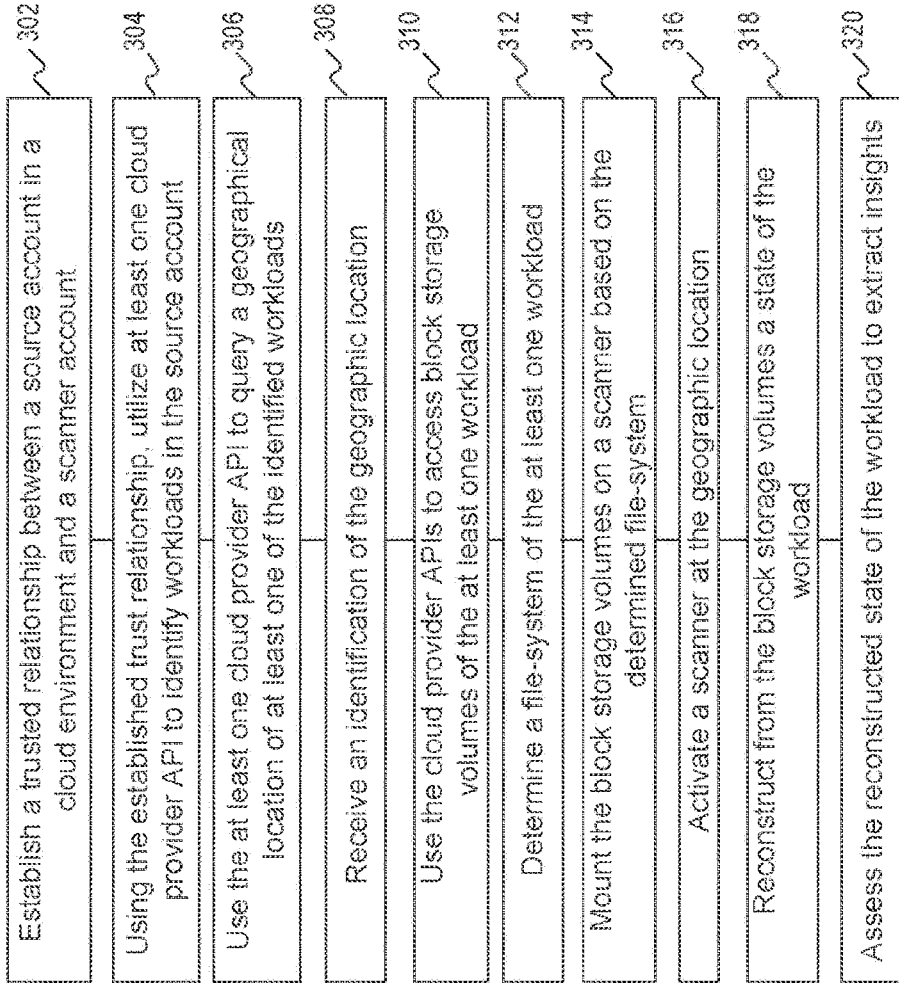 302
Establish a trusted relationship between a source account in a
cloud environment and a scanner account
304
Using the established trust relationship, utilize at least one cloud
provider API to identify workloads in the source account
306
Use the at least one cloud provider API to query a geographical
location of at least one of the identified workloads
308
Receive an identification of the geographic location
310
Use the cloud provider APIs to access block storage
volumes of the at least one workload
312
Determine a file-system of the at least one workload
314
Mount the block storage volumes on a scanner based on the
determined file-system
316
Activate a scanner at the geographic location
318
Reconstruct from the block storage volumes a state of the
workload
320
Assess the reconstructed state of the workload to extract insights